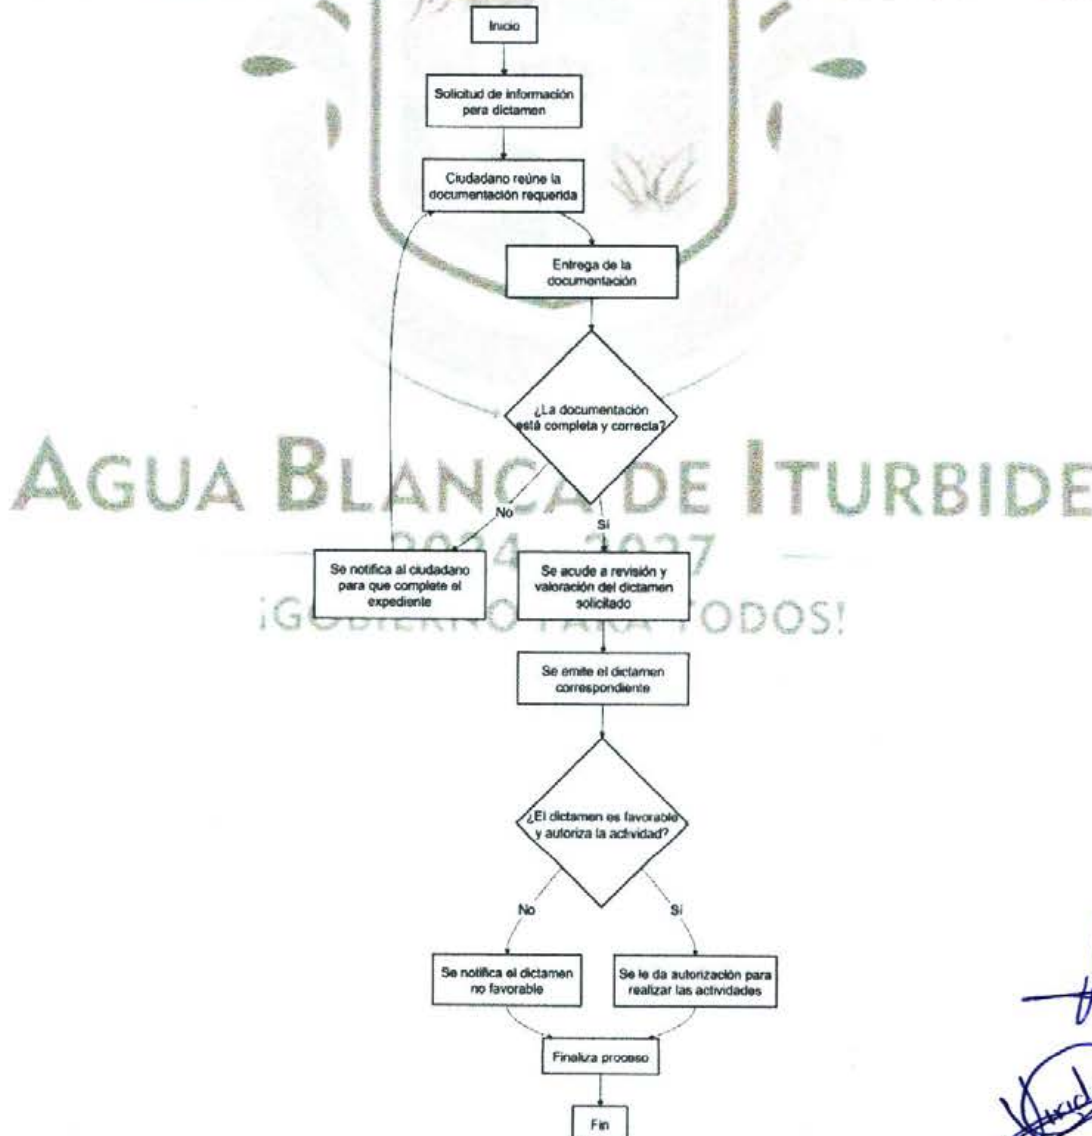 Inicio
Solicitud de información
pera dictamen
Ciudadano reúne la
documentación requerida
Entrega de la
documentación
¿La documentación
está completa y correcta?
AGUA BLANCA DE ITURBIDE
No
Sí
2024 2027
Se notifica al ciudadano
para que complete el
expediente
Se acude a revisión y
valoración del dictamen
solicitado
¡GOBIERNO PARA TODOS!
Se emite el dictamen
correspondiente
¿El dictamen es favorable
y autoriza la actividad?
No
Sí
Se notifica el dictamen
no favorable
Se le da autorización para
realizar las actividades
Finaliza proceso
Fin